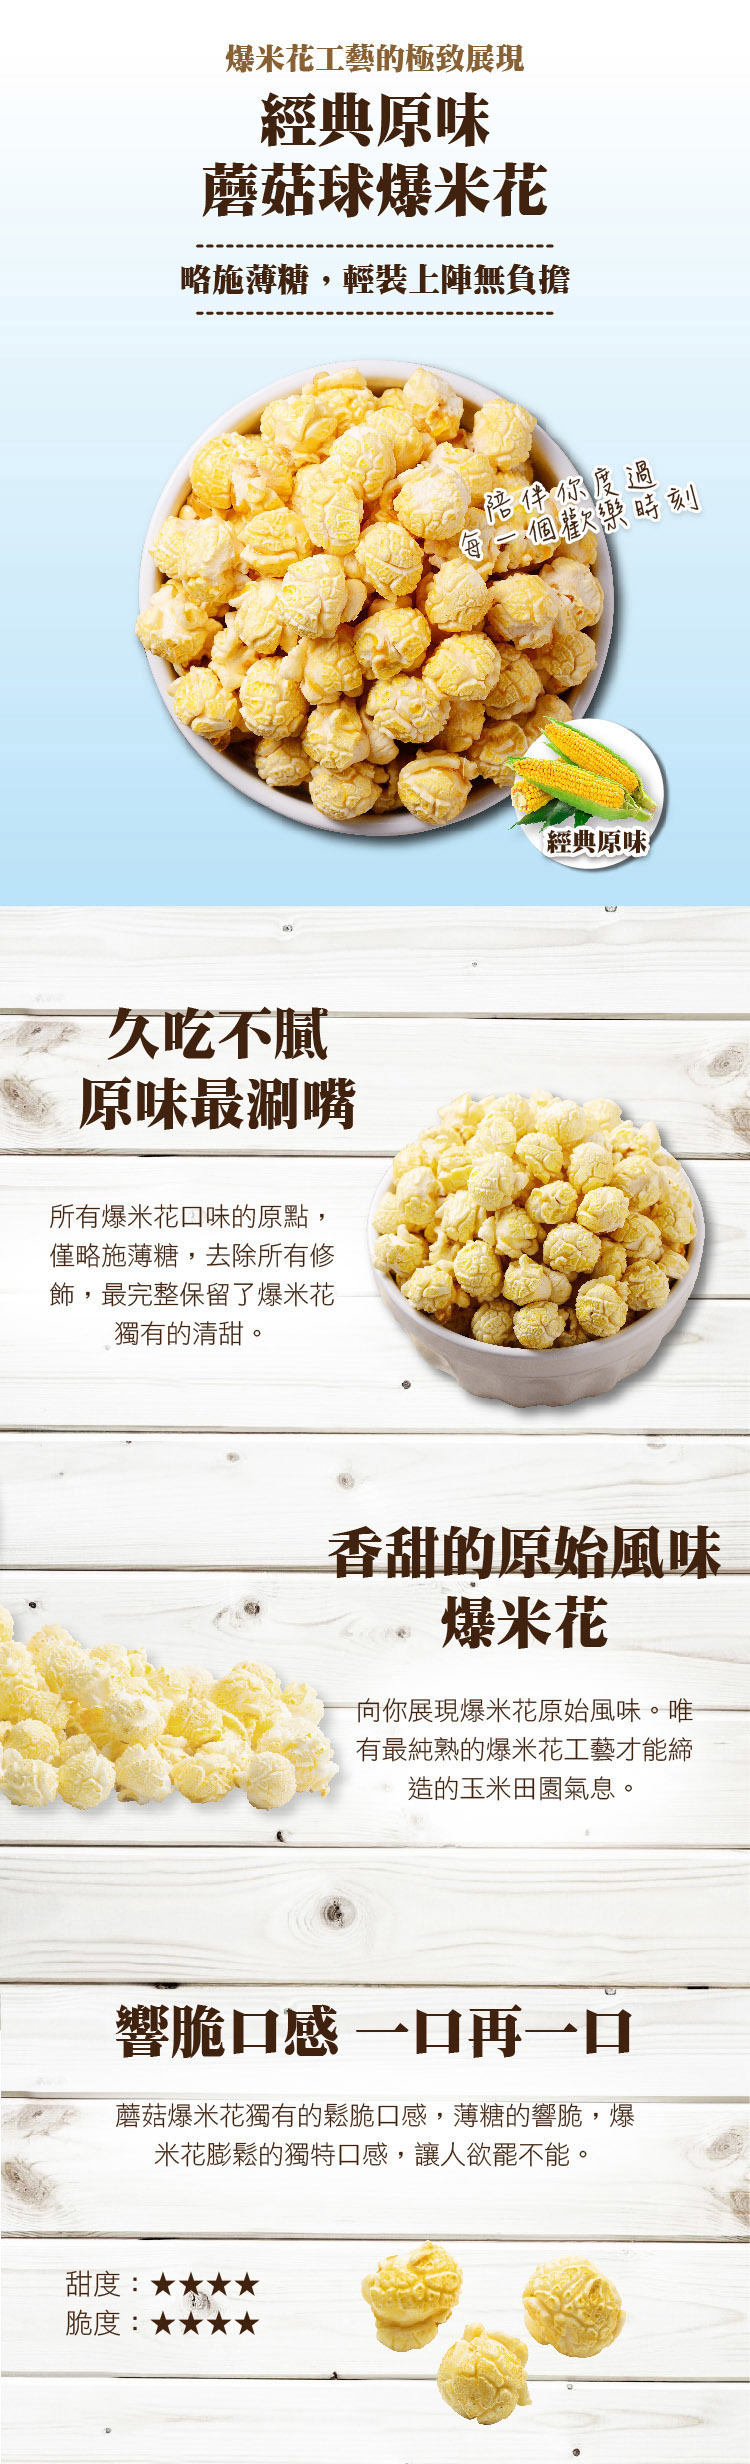 爆米花工藝的極致展現
經典原味
蘑菇球爆米花
略施薄糖，輕裝上陣無負擔
陪伴你度過
每一個歡樂時刻
經典原味
久吃不膩
原味最涮嘴
所有爆米花口味的原點，
僅略施薄糖，去除所有修
飾，最完整保留了爆米花
獨有的清甜。
香甜的原始風味
爆米花
向你展現爆米花原始風味。唯
有最純熟的爆米花工藝才能締
造的玉米田園氣息。
響脆口感 一口再一口
蘑菇爆米花獨有的鬆脆口感，薄糖的響脆，爆
米花膨鬆的獨特口感，讓人欲罷不能。
甜度：★★★★
脆度：★★★★